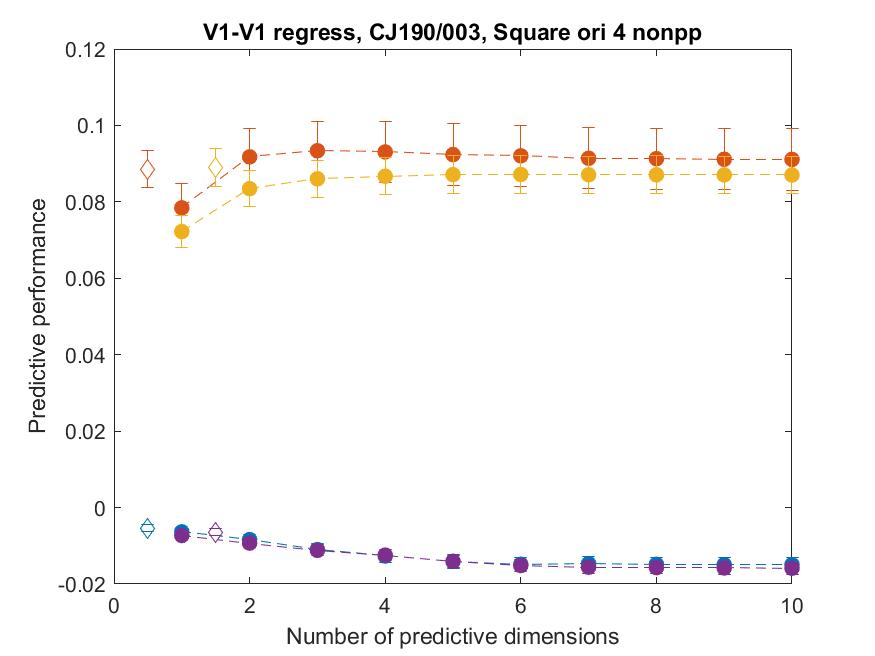 V1-V1 regress, CJ190/003, Square ori 4 nonpp
0.12
0.1
0.08
0.06
0.04
0.02
0
-0.02
Predictive performance
0 2 4 6 8 10
Number of predictive dimensions